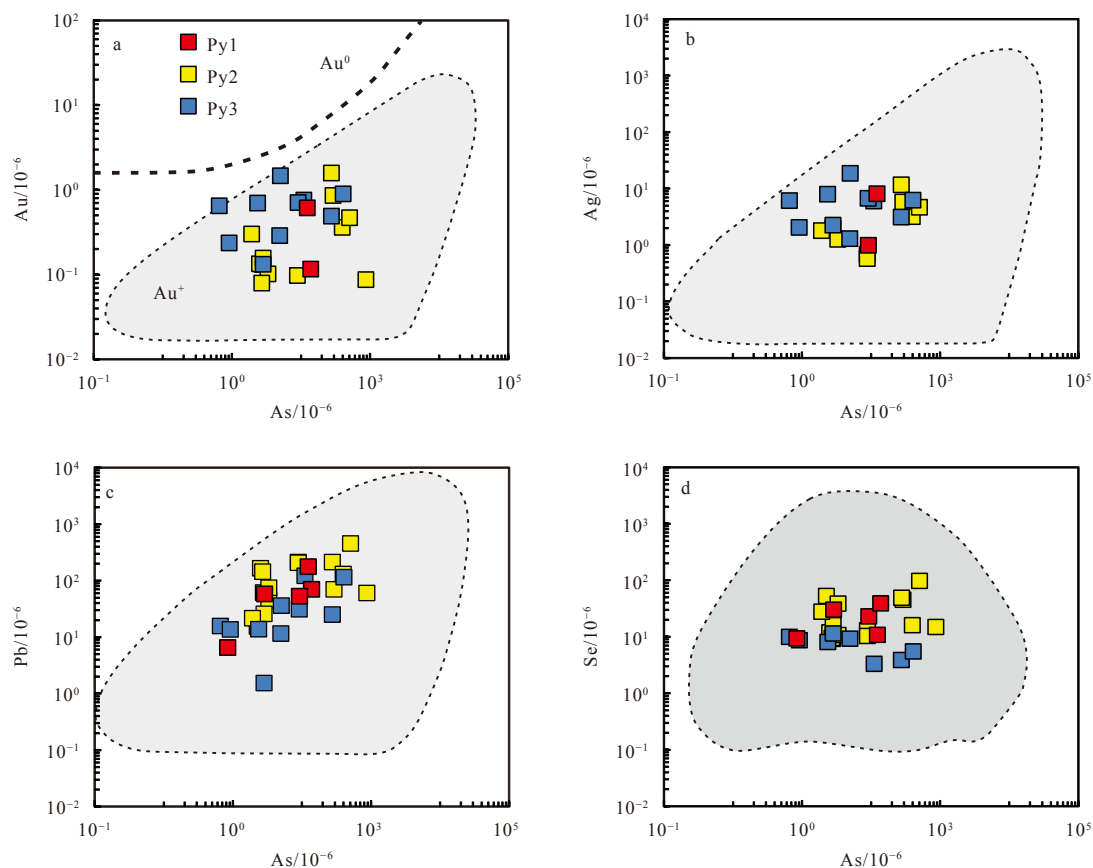 a
Py1
Py2
Py3
Au⁰
Au⁺
10²
10¹
10⁰
10⁻¹
10⁻²
Au/10⁻⁶
10⁻¹ 10⁰ 10³ 10⁵
As/10⁻⁶
b
10⁴
10³
10²
10¹
10⁰
10⁻¹
10⁻²
Ag/10⁻⁶
10⁻¹ 10⁰ 10³ 10⁵
As/10⁻⁶
c
10⁴
10³
10²
10¹
10⁰
10⁻¹
10⁻²
Pb/10⁻⁶
10⁻¹ 10⁰ 10³ 10⁵
As/10⁻⁶
d
10⁴
10³
10²
10¹
10⁰
10⁻¹
10⁻²
Se/10⁻⁶
10⁻¹ 10⁰ 10³ 10⁵
As/10⁻⁶